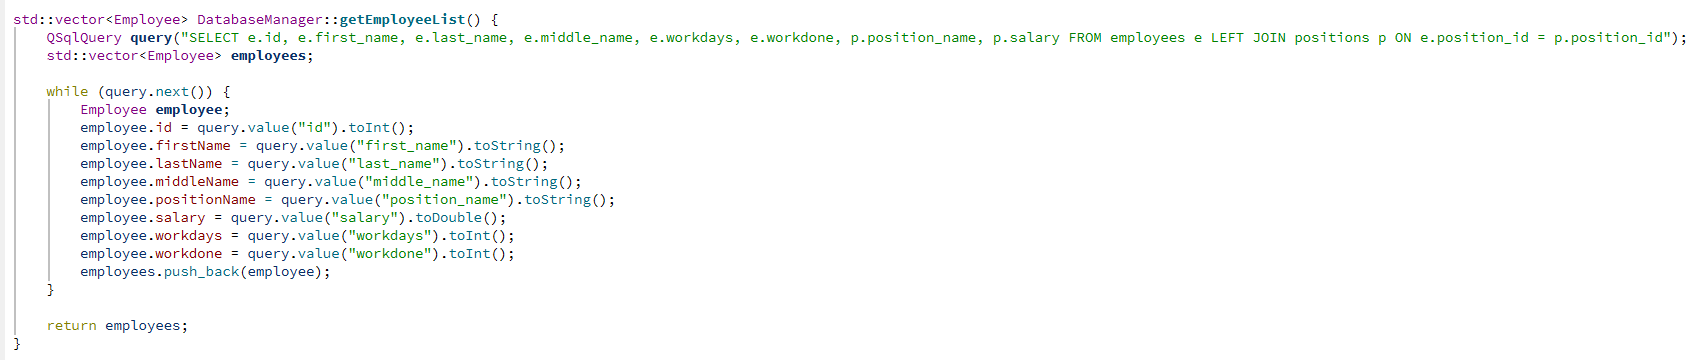 std::vector<Employee> DatabaseManager::getEmployeeList() {
    QSqlQuery query("SELECT e.id, e.first_name, e.last_name, e.middle_name, e.workdays, e.workdone, p.position_name, p.salary FROM employees e LEFT JOIN positions p ON e.position_id = p.position_id");
    std::vector<Employee> employees;

    while (query.next()) {
        Employee employee;
        employee.id = query.value("id").toInt();
        employee.firstName = query.value("first_name").toString();
        employee.lastName = query.value("last_name").toString();
        employee.middleName = query.value("middle_name").toString();
        employee.positionName = query.value("position_name").toString();
        employee.salary = query.value("salary").toDouble();
        employee.workdays = query.value("workdays").toInt();
        employee.workdone = query.value("workdone").toInt();
        employees.push_back(employee);
    }

    return employees;
}